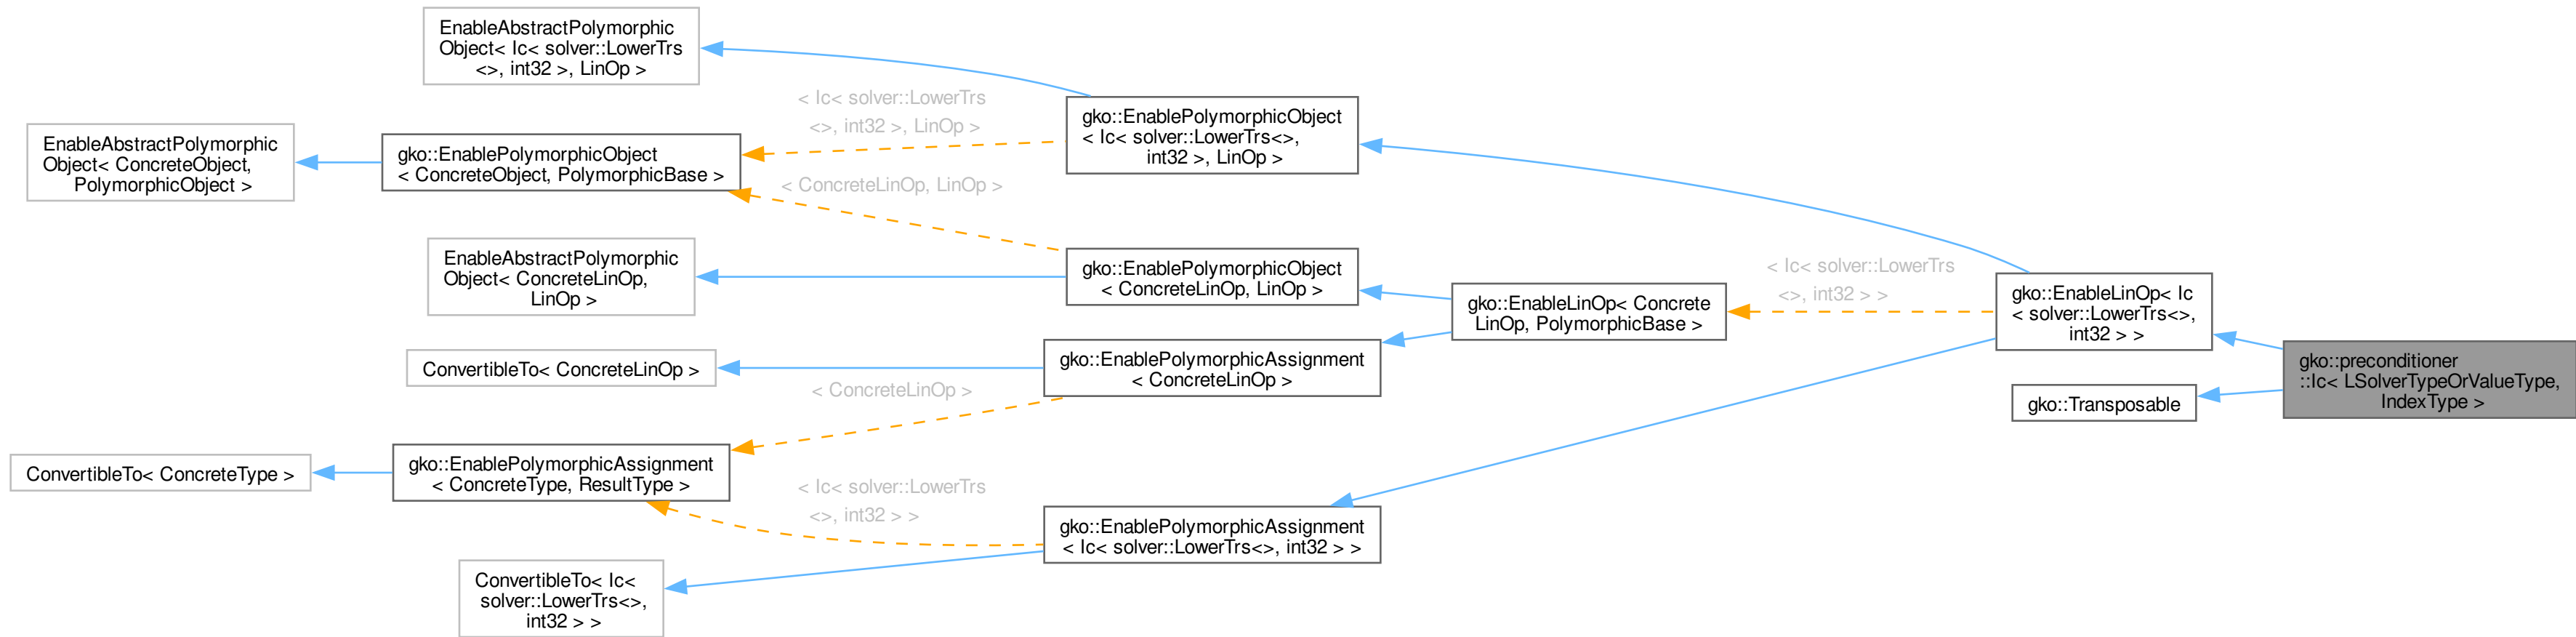 EnableAbstractPolymorphic
Object< Ic< solver::LowerTrs
<>, int32 >, LinOp >
EnableAbstractPolymorphic
Object< ConcreteObject,
PolymorphicObject >
gko::EnablePolymorphicObject
< ConcreteObject, PolymorphicBase >
< Ic< solver::LowerTrs
<>, int32 >, LinOp >
gko::EnablePolymorphicObject
< Ic< solver::LowerTrs<>,
int32 >, LinOp >
< ConcreteLinOp, LinOp >
EnableAbstractPolymorphic
Object< ConcreteLinOp,
LinOp >
gko::EnablePolymorphicObject
< ConcreteLinOp, LinOp >
gko::EnableLinOp< Concrete
LinOp, PolymorphicBase >
< Ic< solver::LowerTrs
<>, int32 > >
gko::EnableLinOp< Ic
< solver::LowerTrs<>,
int32 > >
ConvertibleTo< ConcreteLinOp >
gko::EnablePolymorphicAssignment
< ConcreteLinOp >
gko::preconditioner
::Ic< LSolverTypeOrValueType,
IndexType >
gko::Transposable
< ConcreteLinOp >
ConvertibleTo< ConcreteType >
gko::EnablePolymorphicAssignment
< ConcreteType, ResultType >
< Ic< solver::LowerTrs
<>, int32 > >
gko::EnablePolymorphicAssignment
< Ic< solver::LowerTrs<>, int32 > >
ConvertibleTo< Ic<
solver::LowerTrs<>,
int32 > >